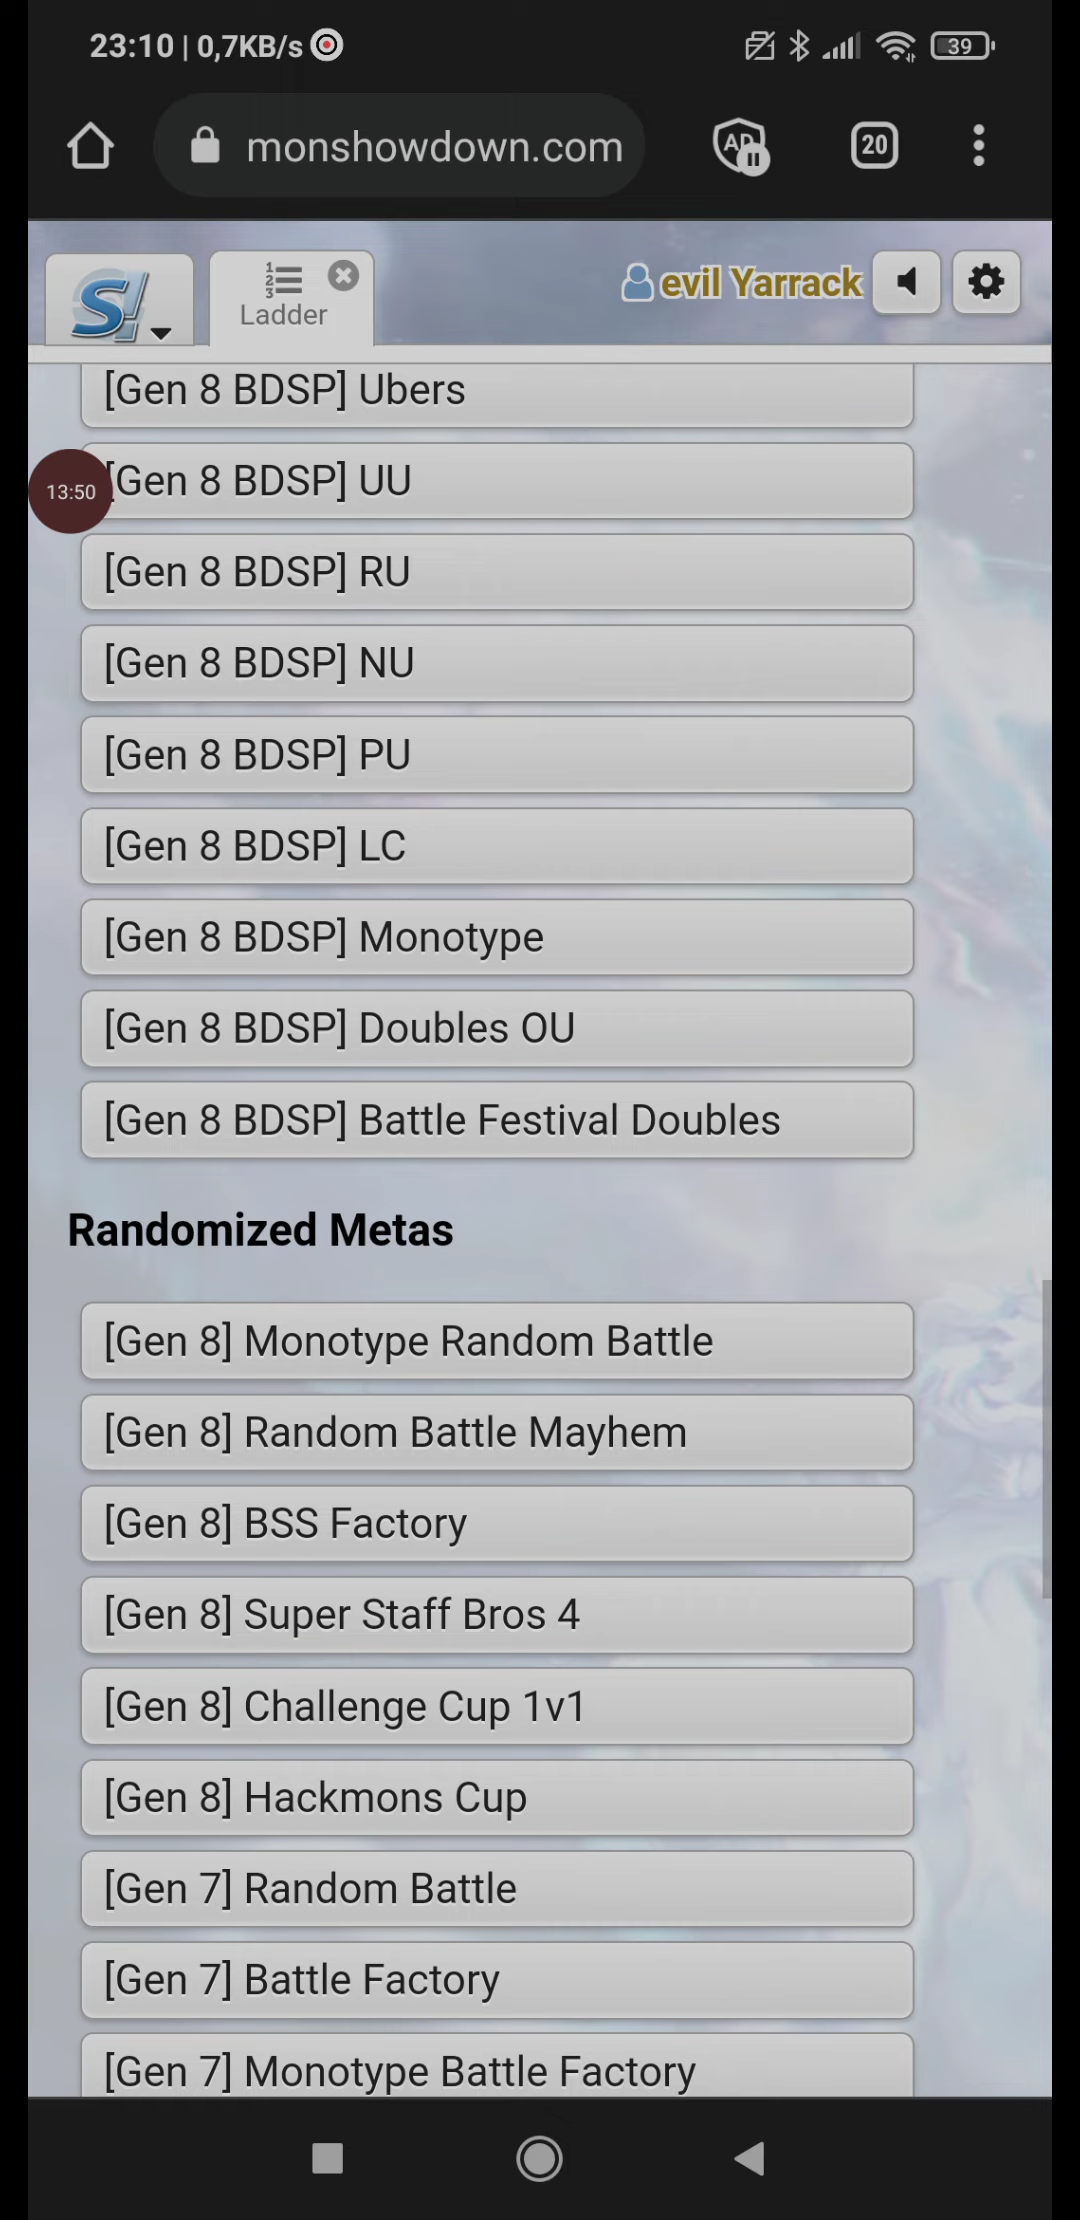 23:10 | 0,7KB/s
39
monshowdown.com
AD
20
S!
1
2
3
Ladder
evil Yarrack
[Gen 8 BDSP] Ubers
13:50
[Gen 8 BDSP] UU
[Gen 8 BDSP] RU
[Gen 8 BDSP] NU
[Gen 8 BDSP] PU
[Gen 8 BDSP] LC
[Gen 8 BDSP] Monotype
[Gen 8 BDSP] Doubles OU
[Gen 8 BDSP] Battle Festival Doubles
Randomized Metas
[Gen 8] Monotype Random Battle
[Gen 8] Random Battle Mayhem
[Gen 8] BSS Factory
[Gen 8] Super Staff Bros 4
[Gen 8] Challenge Cup 1v1
[Gen 8] Hackmons Cup
[Gen 7] Random Battle
[Gen 7] Battle Factory
[Gen 7] Monotype Battle Factory